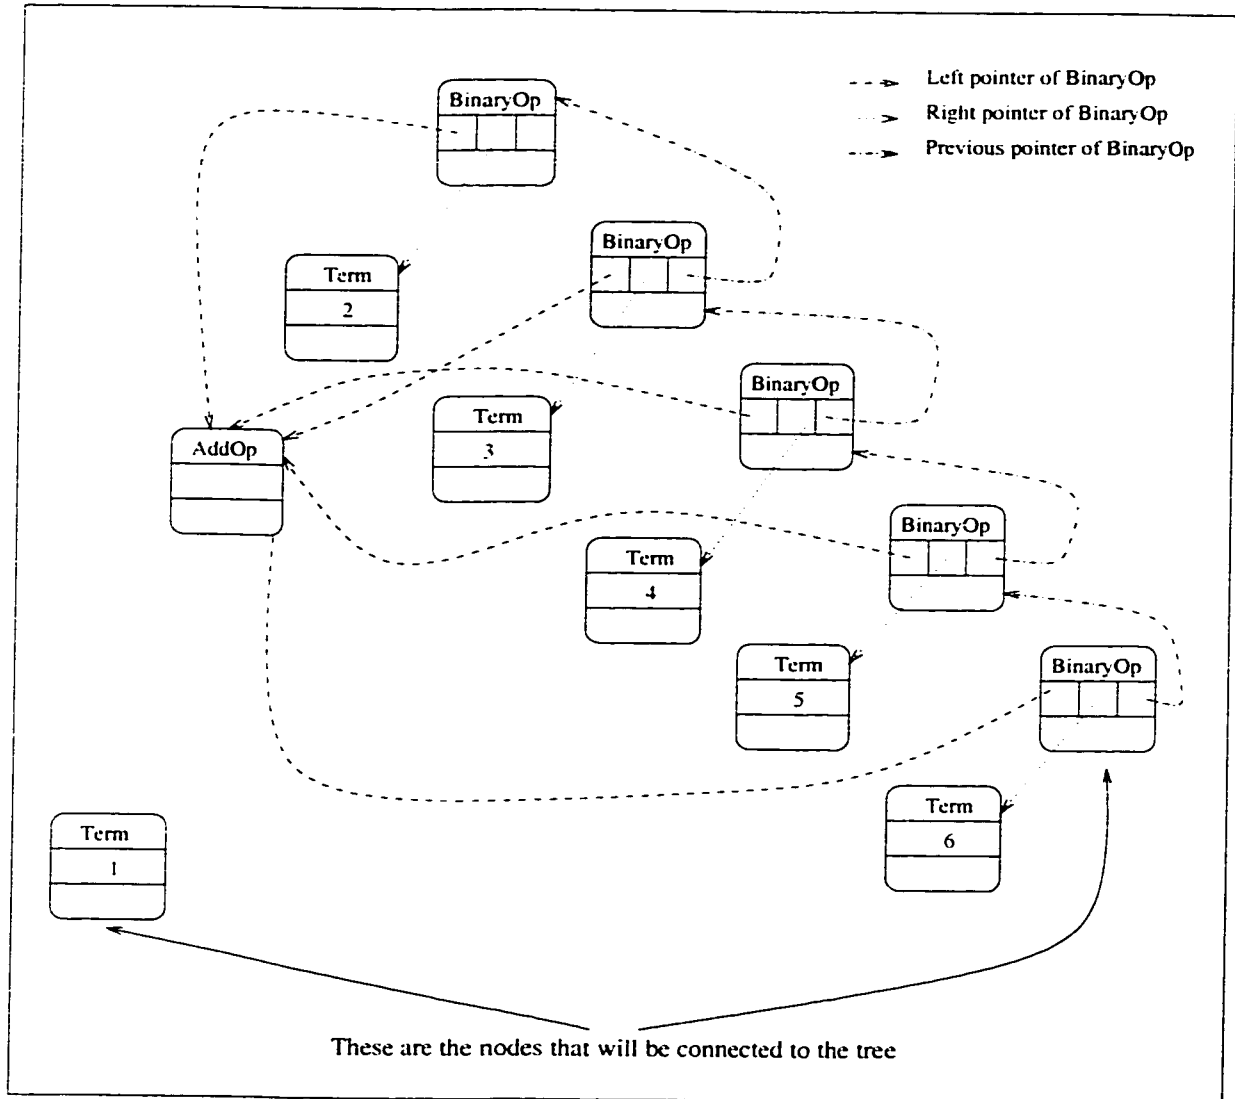 BinaryOp
Left pointer of BinaryOp
Right pointer of BinaryOp
Previous pointer of BinaryOp
BinaryOp
Term
2
BinaryOp
Term
3
AddOp
BinaryOp
Term
4
BinaryOp
Term
5
Term
6
Term
1
These are the nodes that will be connected to the tree